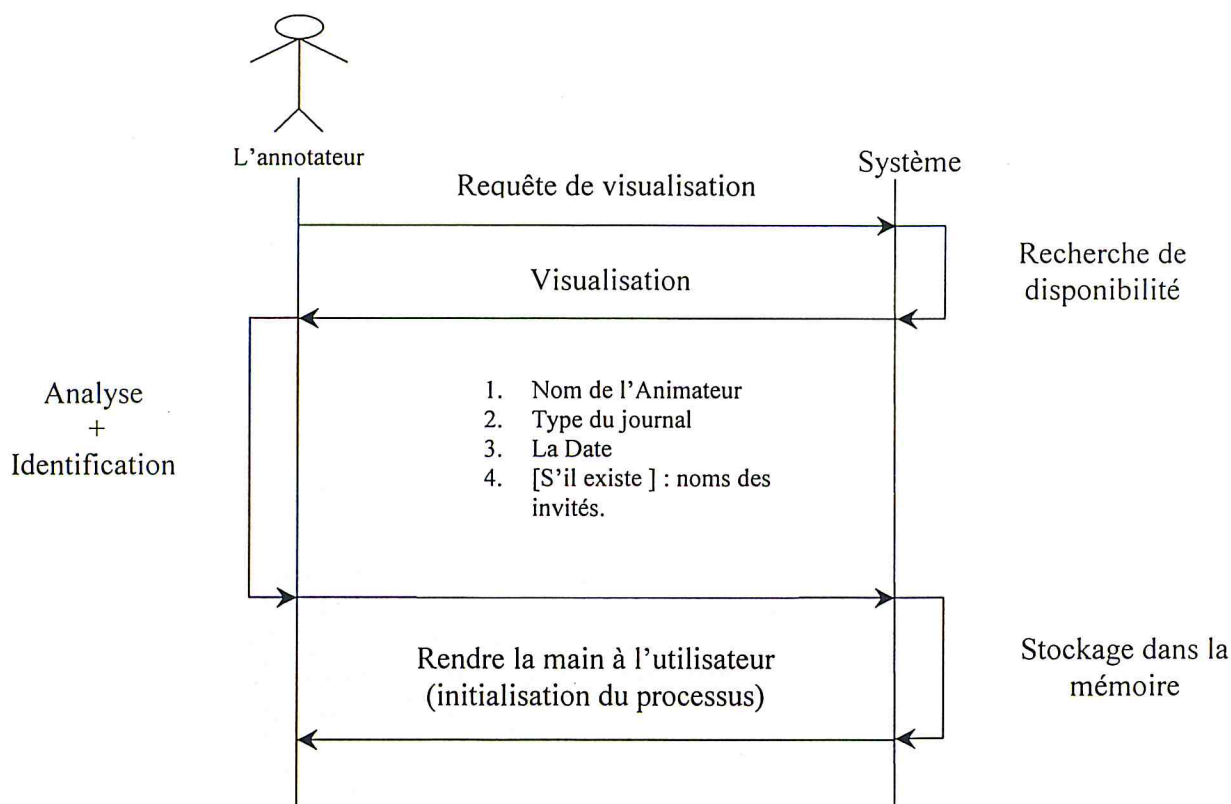 L'annotateur
Système
Requête de visualisation
Recherche de
disponibilité
Visualisation
Analyse
+
Identification
1. Nom de l'Animateur
2. Type du journal
3. La Date
4. [S'il existe ] : noms des
invités.
Rendre la main à l'utilisateur
(initialisation du processus)
Stockage dans la
mémoire